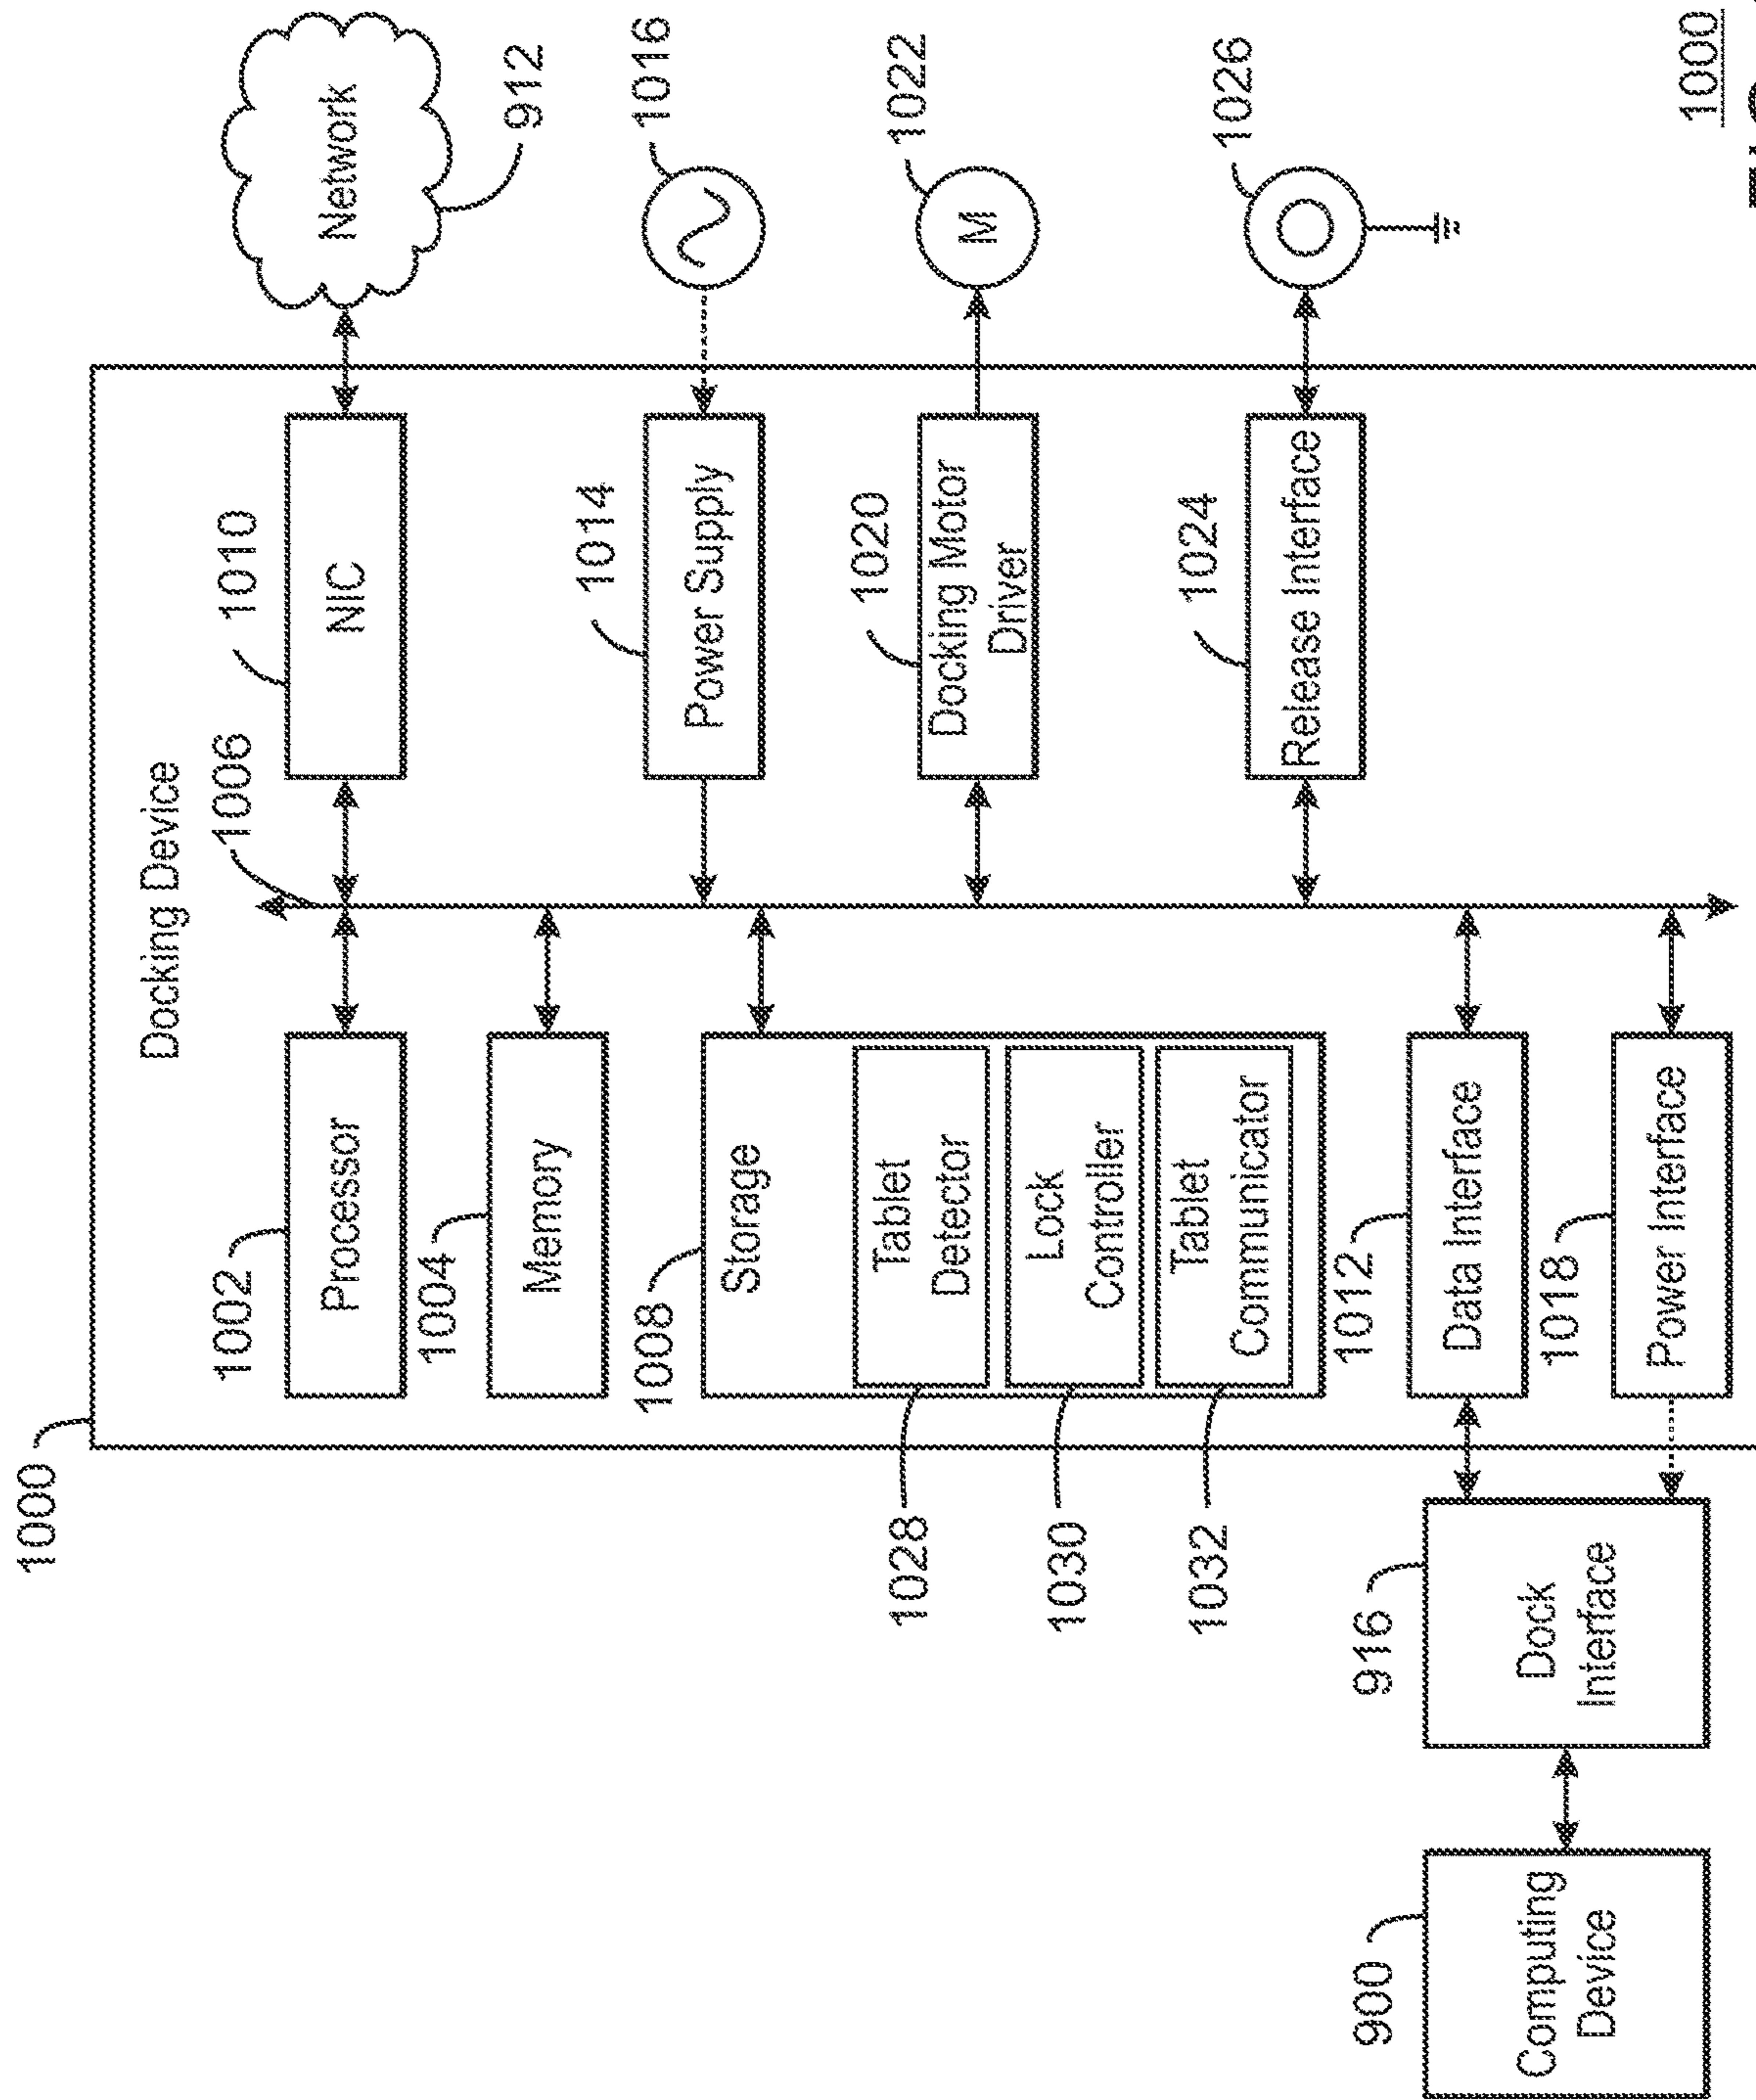 1000
Docking Device
1002
Processor
1006
1010
NIC
Network
912
1004
Memory
1014
Power Supply
1016
1008
Storage
1028
Tablet
Detector
1020
Docking Motor
Driver
1022
M
1030
Lock
Controller
1032
Tablet
Communicator
1024
Release Interface
1026
900
Computing
Device
916
Dock
Interface
1012
Data Interface
1018
Power Interface
1000